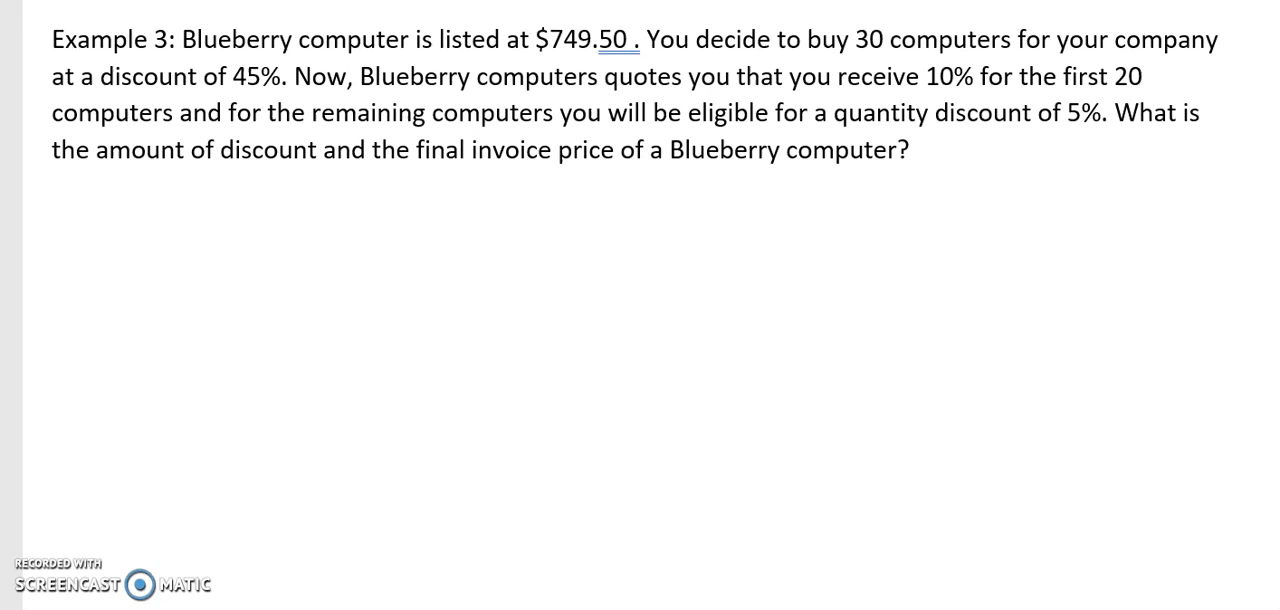 Example 3: Blueberry computer is listed at $749.50 . You decide to buy 30 computers for your company
at a discount of 45%. Now, Blueberry computers quotes you that you receive 10% for the first 20
computers and for the remaining computers you will be eligible for a quantity discount of 5%. What is
the amount of discount and the final invoice price of a Blueberry computer?
RECORDED WITH
SCREENCAST MATIC